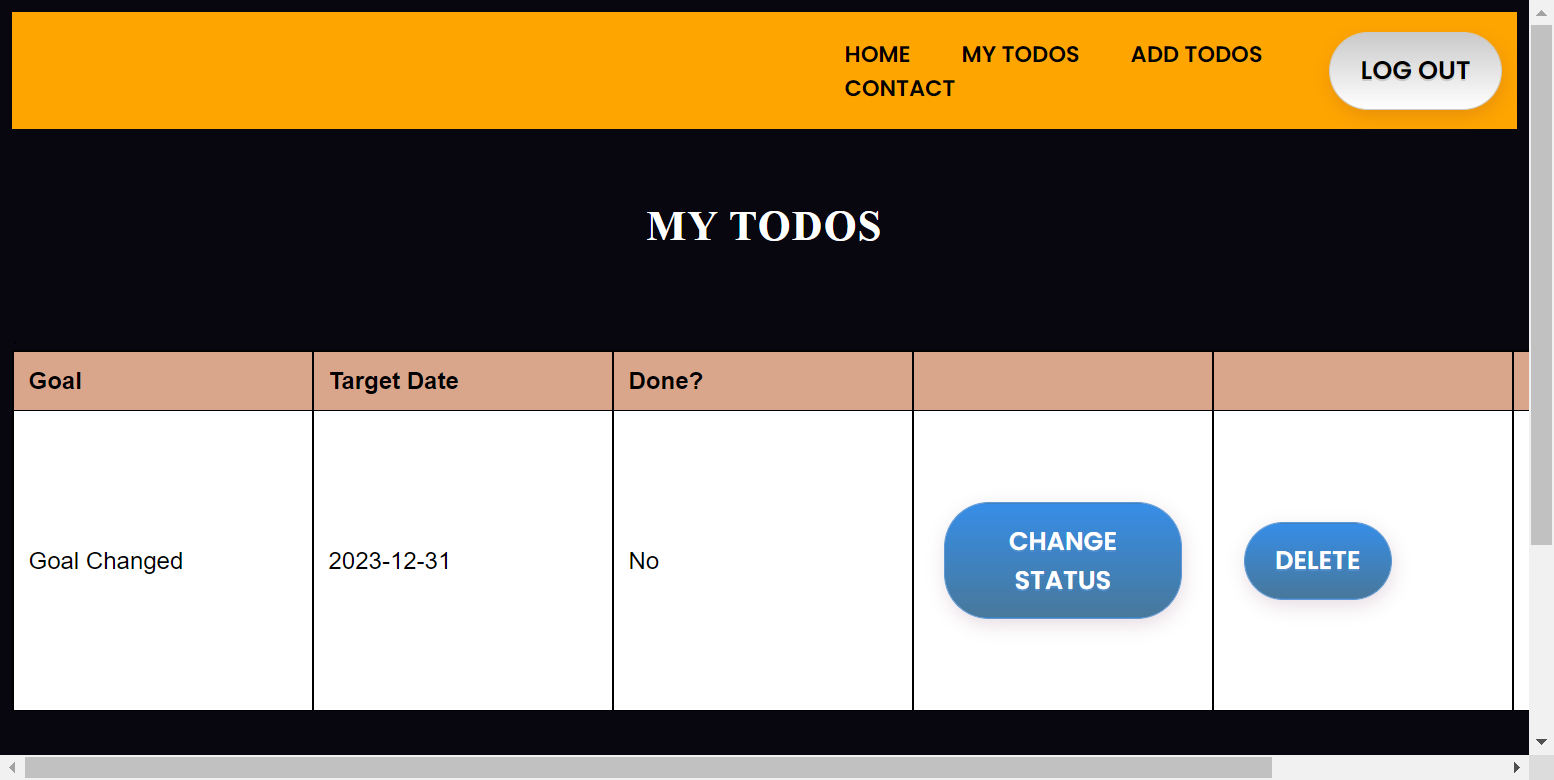 HOME MY TODOS ADD TODOS
CONTACT
LOG OUT
MY TODOS
Goal Target Date Done?
Goal Changed 2023-12-31 No
CHANGE
STATUS
DELETE